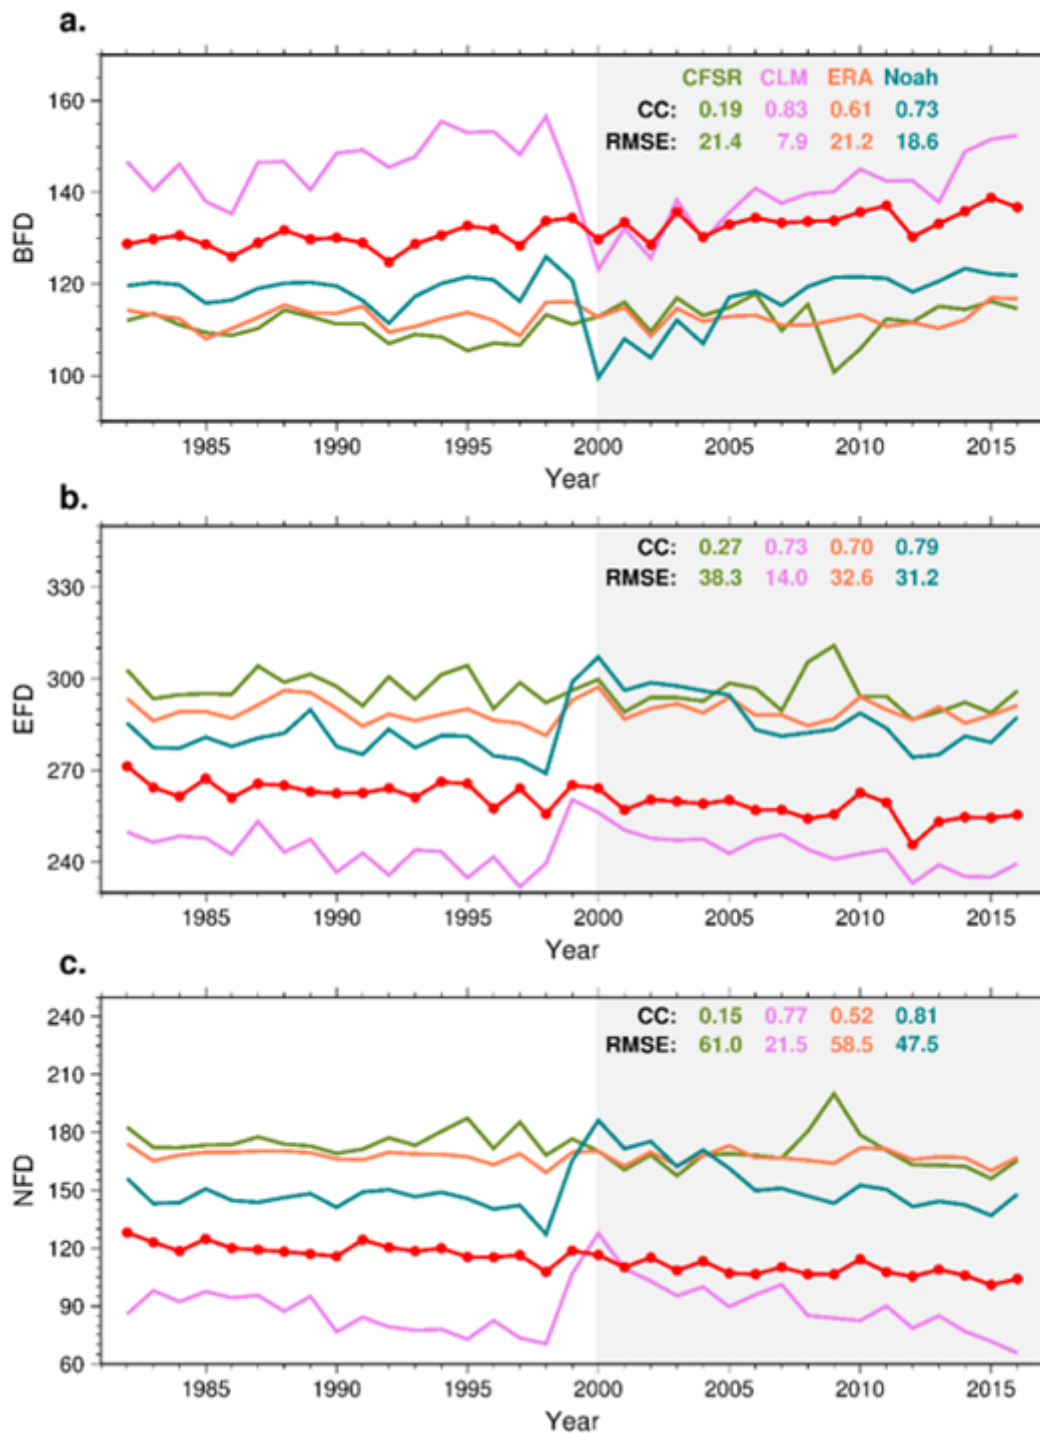 a.
CFSR CLM ERA Noah
CC: 0.19 0.83 0.61 0.73
RMSE: 21.4 7.9 21.2 18.6
160
140
120
100
BFD
1985 1990 1995 2000 2005 2010 2015
Year
b.
CC: 0.27 0.73 0.70 0.79
RMSE: 38.3 14.0 32.6 31.2
330
300
270
240
EFD
1985 1990 1995 2000 2005 2010 2015
Year
c.
CC: 0.15 0.77 0.52 0.81
RMSE: 61.0 21.5 58.5 47.5
240
210
180
150
120
90
60
NFD
1985 1990 1995 2000 2005 2010 2015
Year